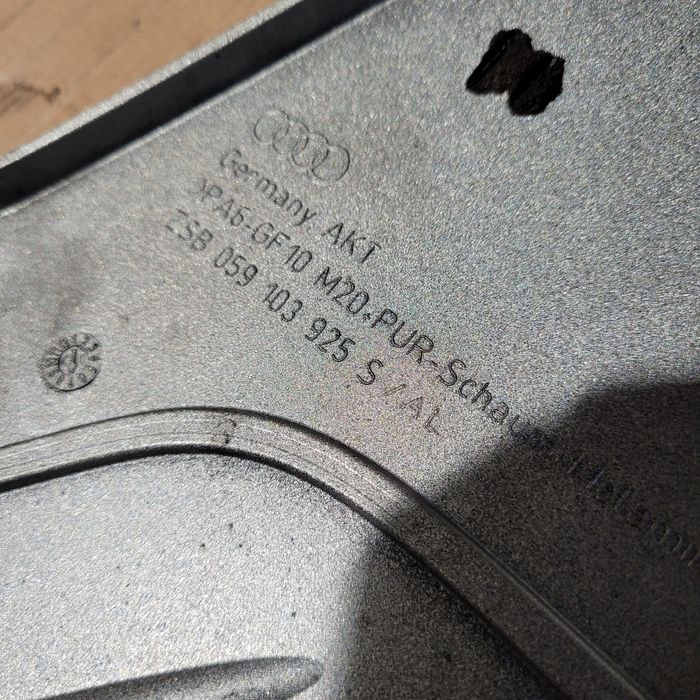 Germany AKT
>PA6-GF10 M20+PUR-Schaum
ZSB 059 103 925 S //AL